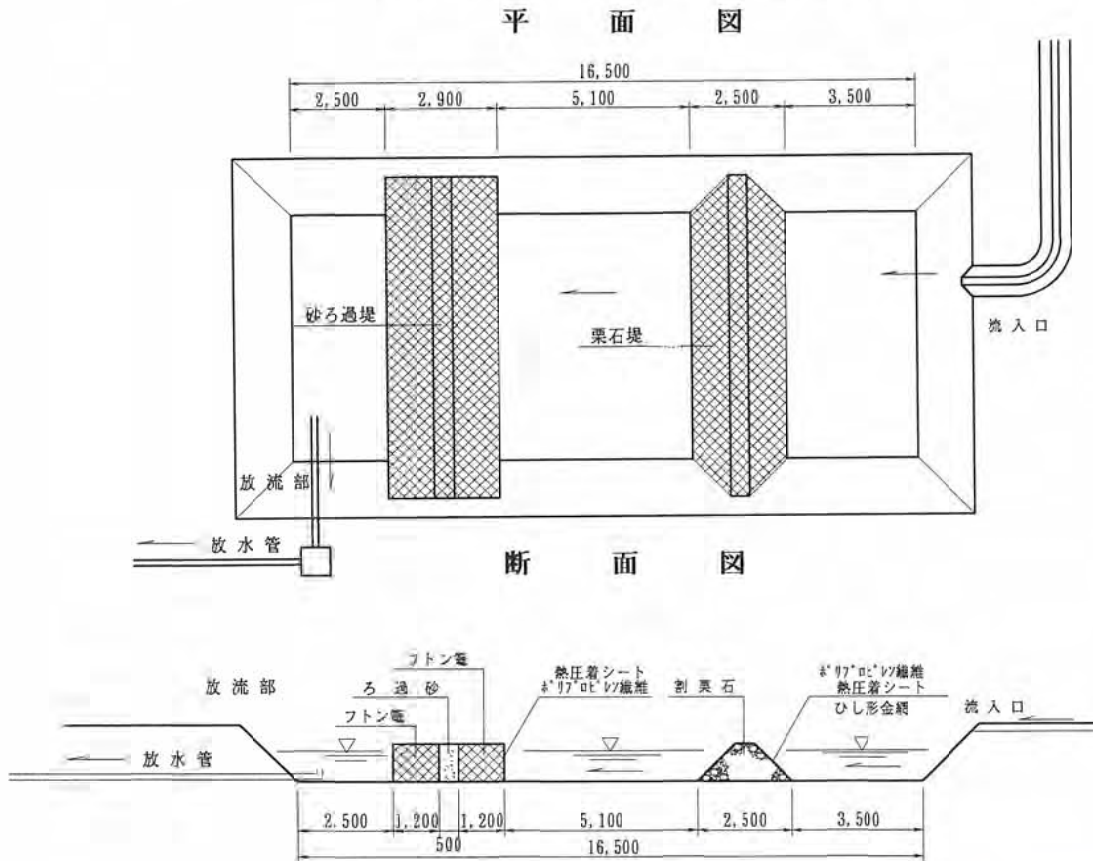 平面図
16,500
2,500 2,900 5,100 2,500 3,500
砂ろ過堤
栗石堤
流入口
放流部
放水管
断面図
フトン篭
放流部
ろ過砂
熱圧着シート
ポリプロピレン繊維
割栗石
ポリプロピレン繊維
熱圧着シート
ひし形金網
流入口
フトン篭
放水管
2.500 1,200 1,200 5,100 2,500 3,500
500 16,500